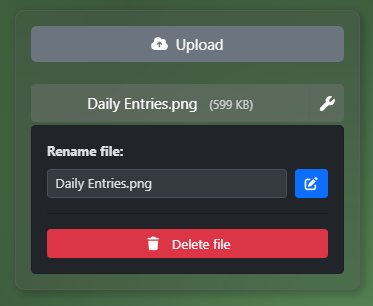 Upload
Daily Entries.png (599 KB)
Rename file:
Daily Entries.png
Delete file